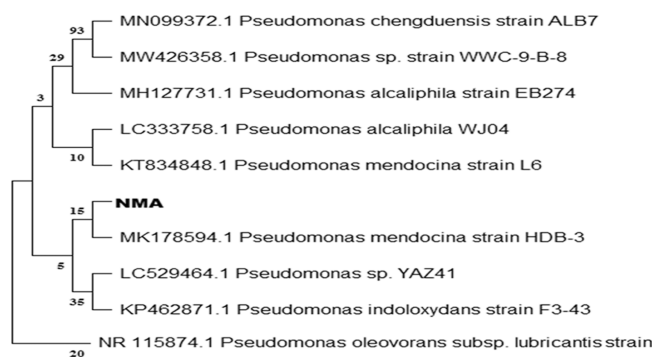 MN099372.1 Pseudomonas chengduensis strain ALB7
93
MW426358.1 Pseudomonas sp. strain WWC-9-B-8
29
MH127731.1 Pseudomonas alcaliphila strain EB274
3
LC333758.1 Pseudomonas alcaliphila WJ04
10
KT834848.1 Pseudomonas mendocina strain L6
NMA
15
MK178594.1 Pseudomonas mendocina strain HDB-3
5
LC529464.1 Pseudomonas sp. YAZ41
35
KP462871.1 Pseudomonas indoloxydans strain F3-43
NR 115874.1 Pseudomonas oleovorans subsp. lubricantis strain
20